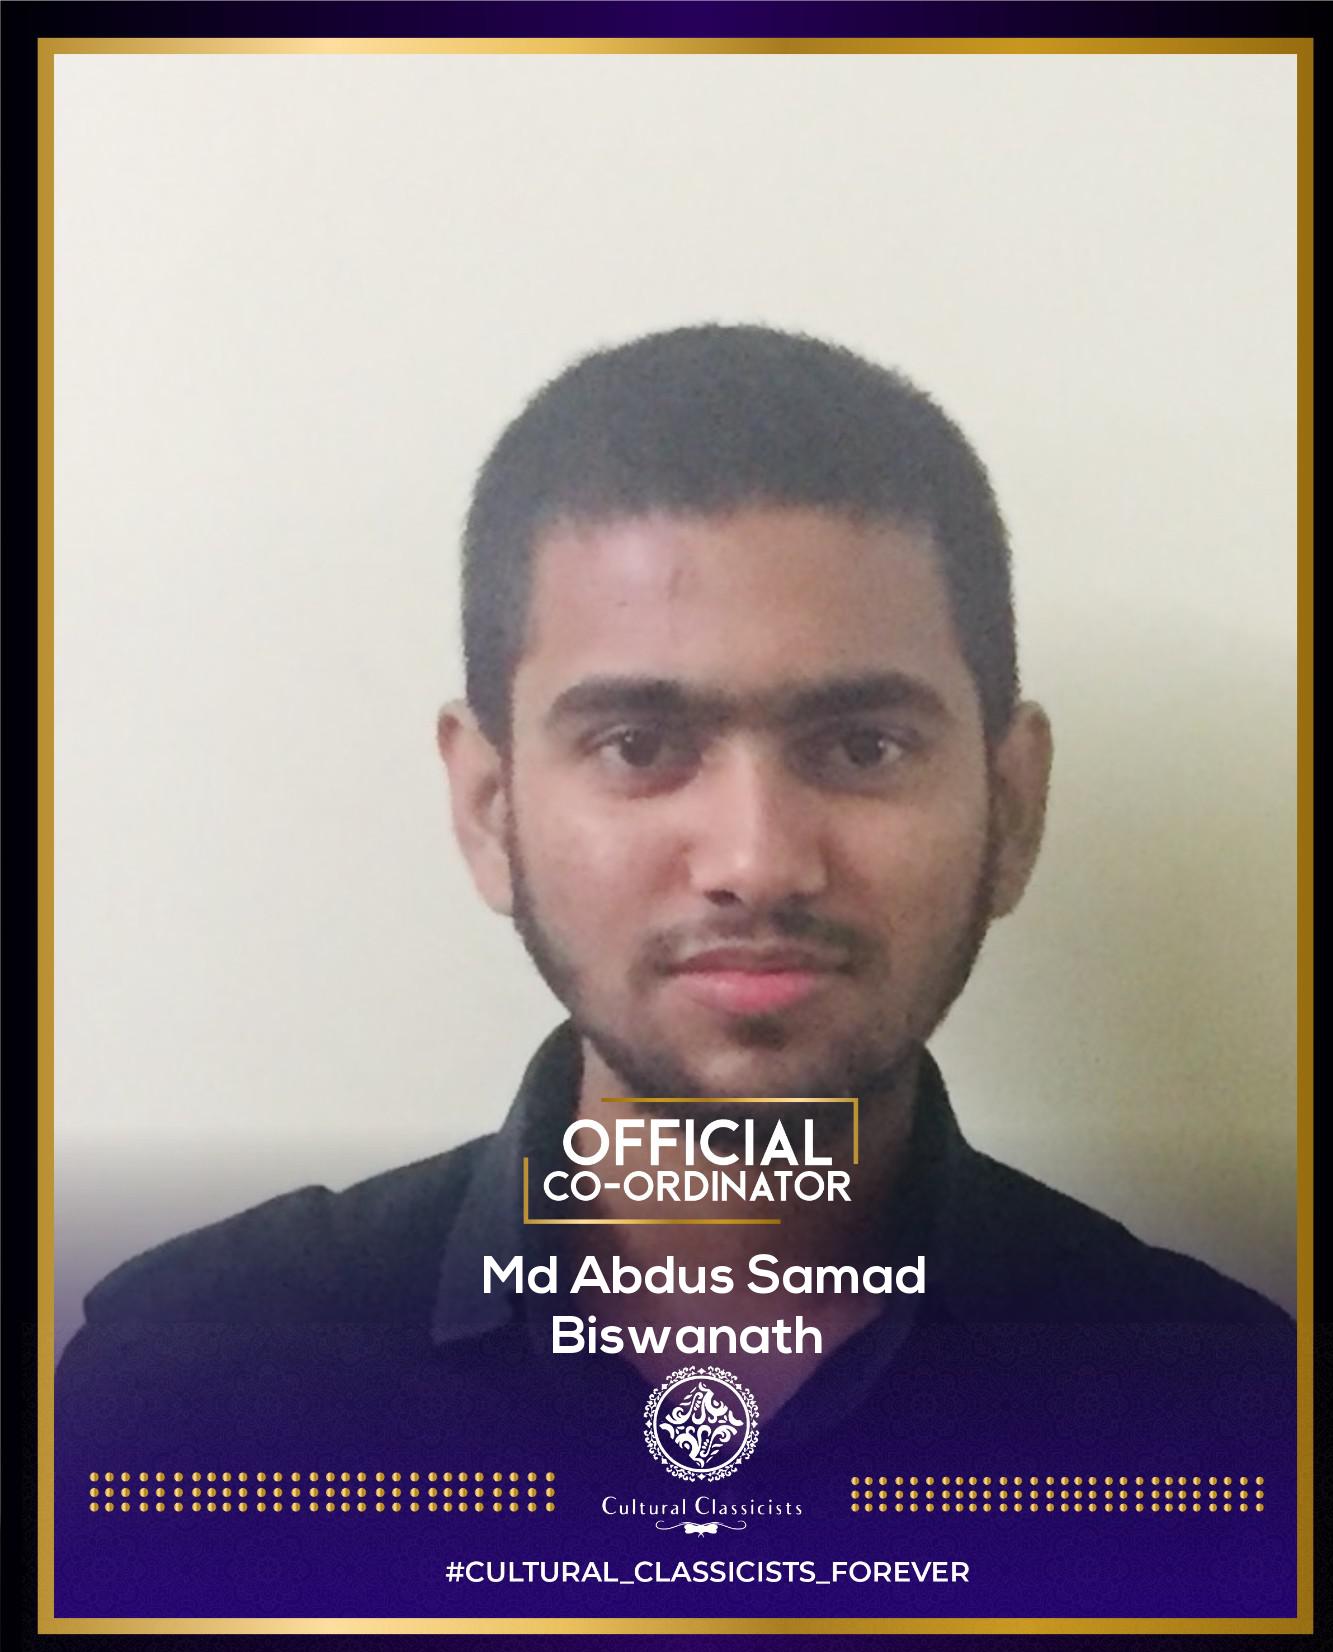 OFFICIAL
CO-ORDINATOR
Md Abdus Samad
Biswanath
Cultural Classicists
#CULTURAL_CLASSICISTS_FOREVER